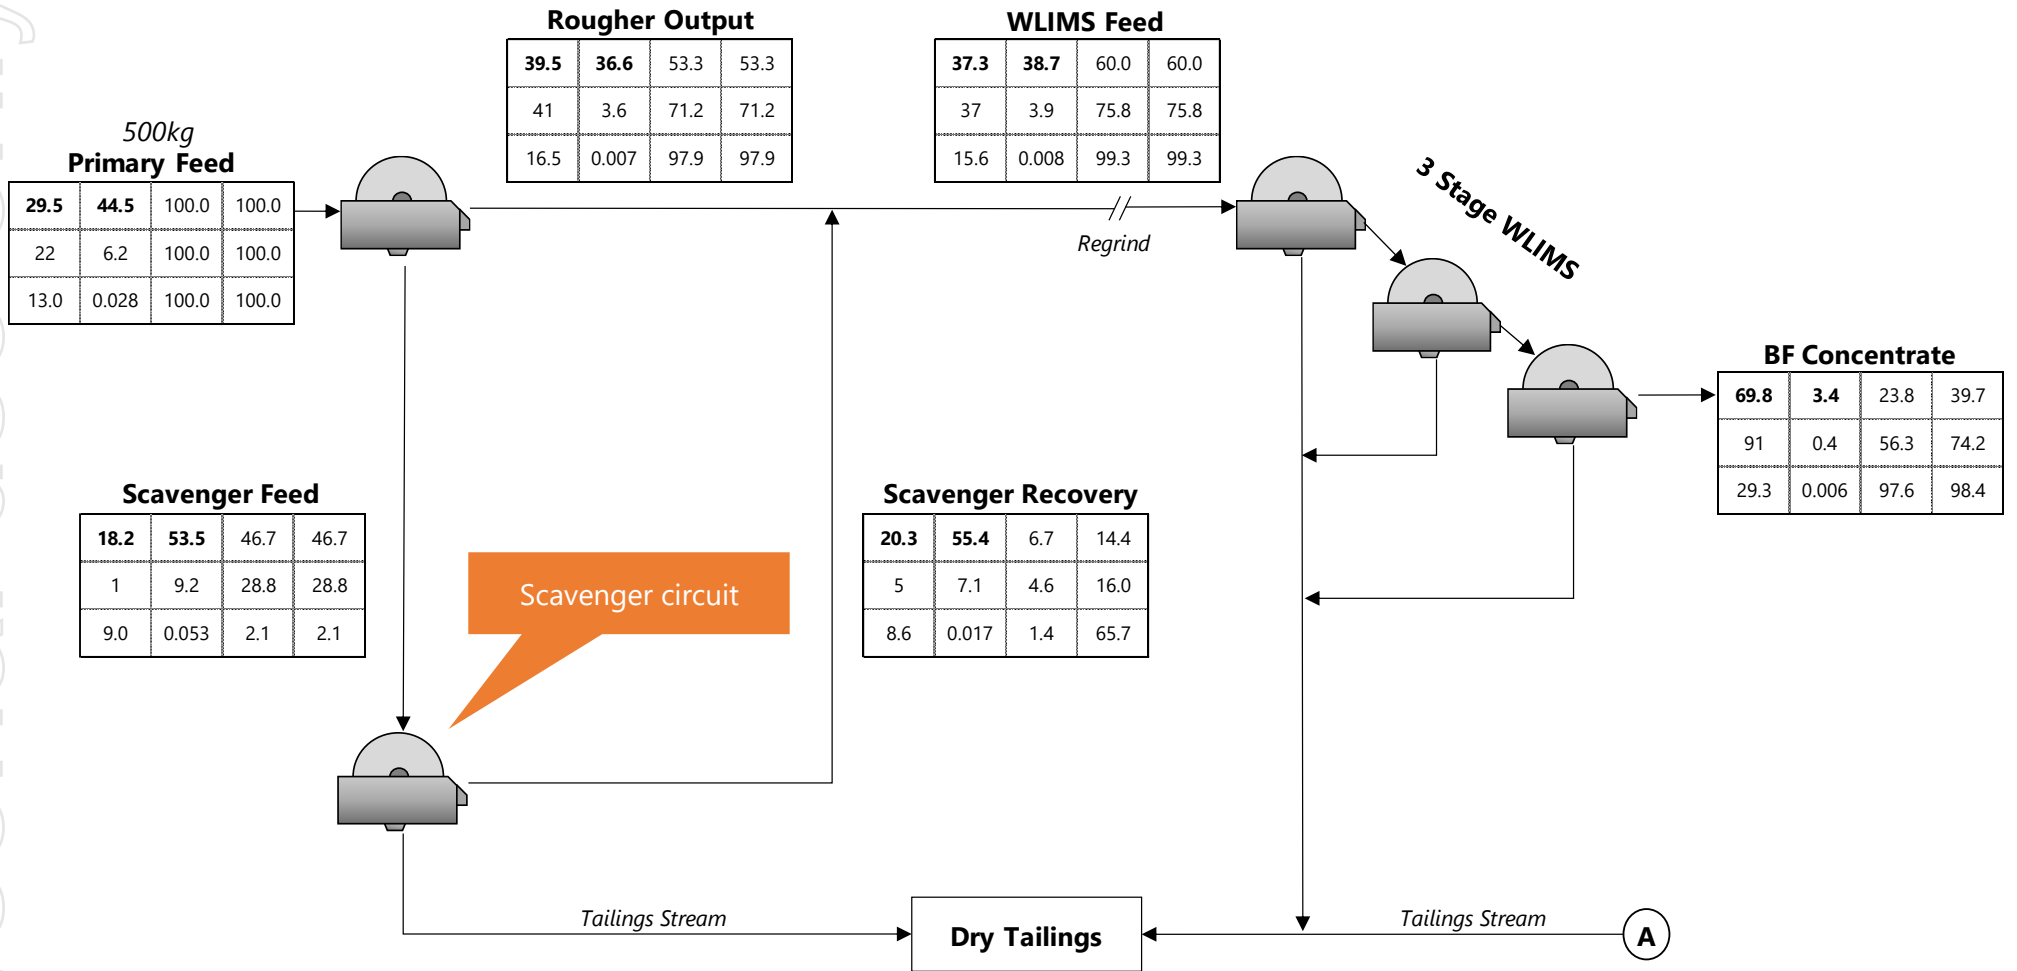 500kg
Primary Feed
29.5 44.5 100.0 100.0
22 6.2 100.0 100.0
13.0 0.028 100.0 100.0
Rougher Output
39.5 36.6 53.3 53.3
41 3.6 71.2 71.2
16.5 0.007 97.9 97.9
WLIMS Feed
37.3 38.7 60.0 60.0
37 3.9 75.8 75.8
15.6 0.008 99.3 99.3
Regrind
3 Stage WLIMS
BF Concentrate
69.8 3.4 23.8 39.7
91 0.4 56.3 74.2
29.3 0.006 97.6 98.4
Scavenger Feed
18.2 53.5 46.7 46.7
1 9.2 28.8 28.8
9.0 0.053 2.1 2.1
Scavenger circuit
Scavenger Recovery
20.3 55.4 6.7 14.4
5 7.1 4.6 16.0
8.6 0.017 1.4 65.7
Tailings Stream
Dry Tailings
Tailings Stream
A